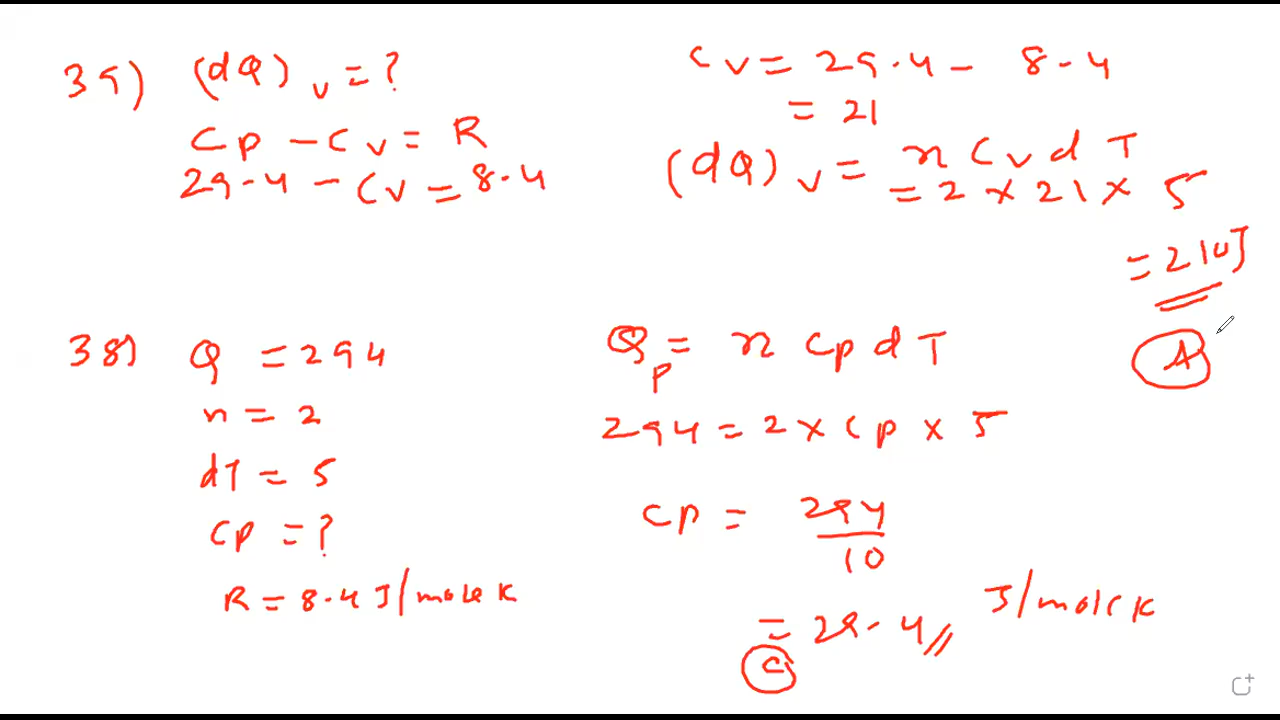 39) (dQ)v = ?
Cp - Cv = R
29.4 - Cv = 8.4
Cv = 29.4 - 8.4
= 21
(dQ)v = n Cv dT
= 2 × 21 × 5
= 210J
A
38) Q = 294
n = 2
dT = 5
Cp = ?
R = 8.4 J/mole K
Qp = n Cp dT
294 = 2 × Cp × 5
Cp = 294
10
= 29.4 J/mole K
C